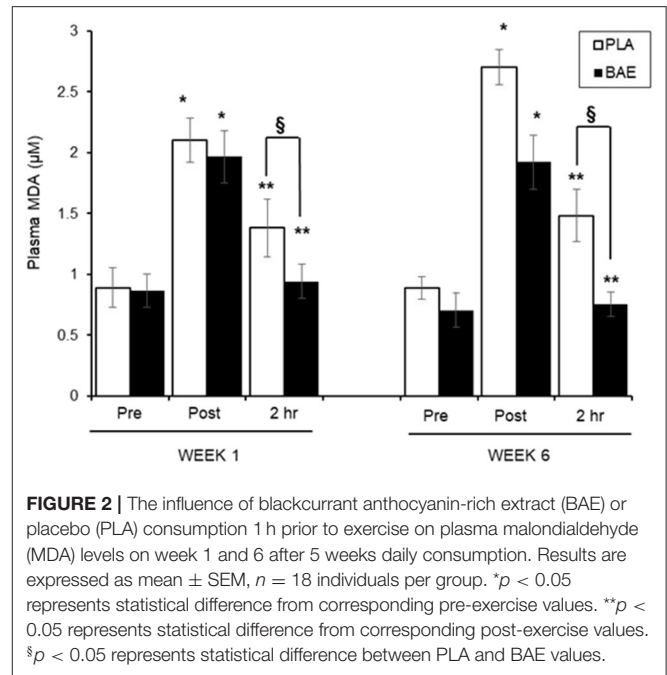 3
PLA
BAE
2.5
2
1.5
1
0.5
0
Plasma MDA (µM)
* * § ** **
* * § ** **
Pre Post 2 hr Pre Post 2 hr
WEEK 1 WEEK 6
FIGURE 2 | The influence of blackcurrant anthocyanin-rich extract (BAE) or
placebo (PLA) consumption 1 h prior to exercise on plasma malondialdehyde
(MDA) levels on week 1 and 6 after 5 weeks daily consumption. Results are
expressed as mean ± SEM, n = 18 individuals per group. *p < 0.05
represents statistical difference from corresponding pre-exercise values. **p <
0.05 represents statistical difference from corresponding post-exercise values.
§p < 0.05 represents statistical difference between PLA and BAE values.